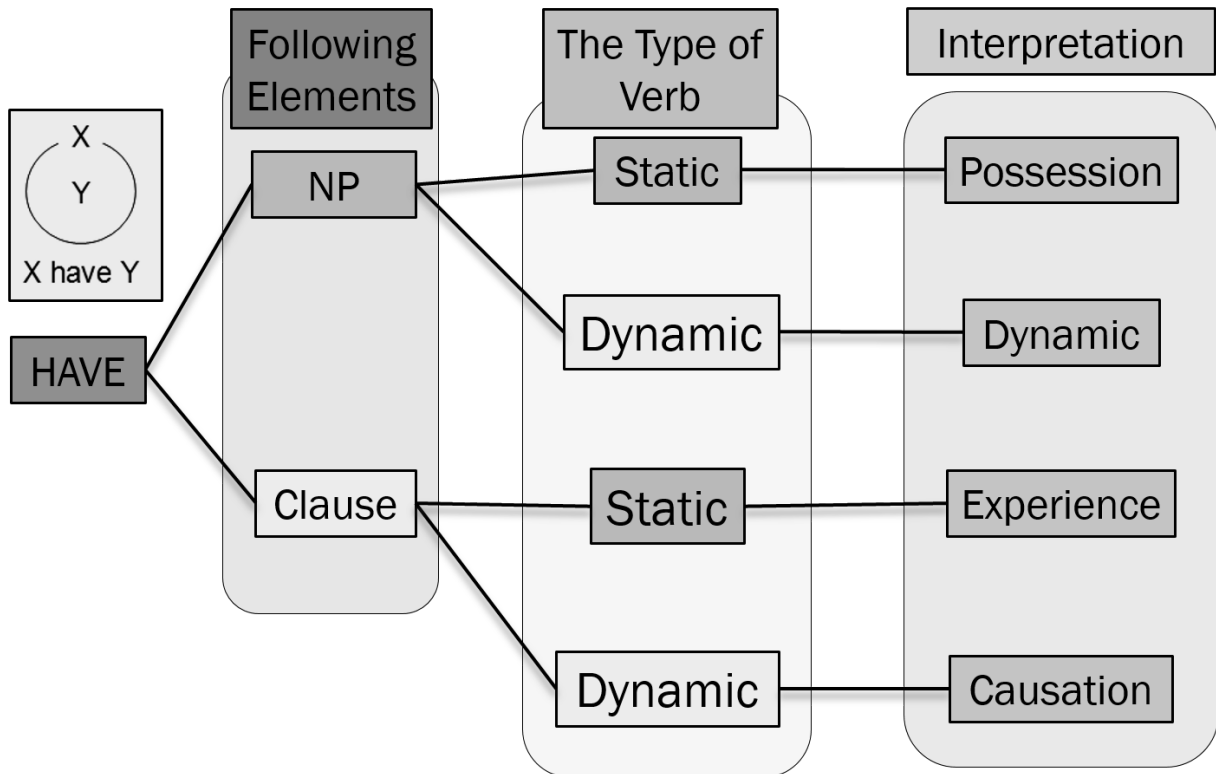 Following
Elements
The Type of
Verb
Interpretation
X
Y
X have Y
HAVE
NP
Clause
Static
Dynamic
Static
Dynamic
Possession
Dynamic
Experience
Causation